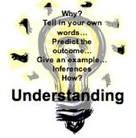 Why?
Tell in your own
words...
Predict the
outcome...
Give an example...
Inferences
How?
Understanding